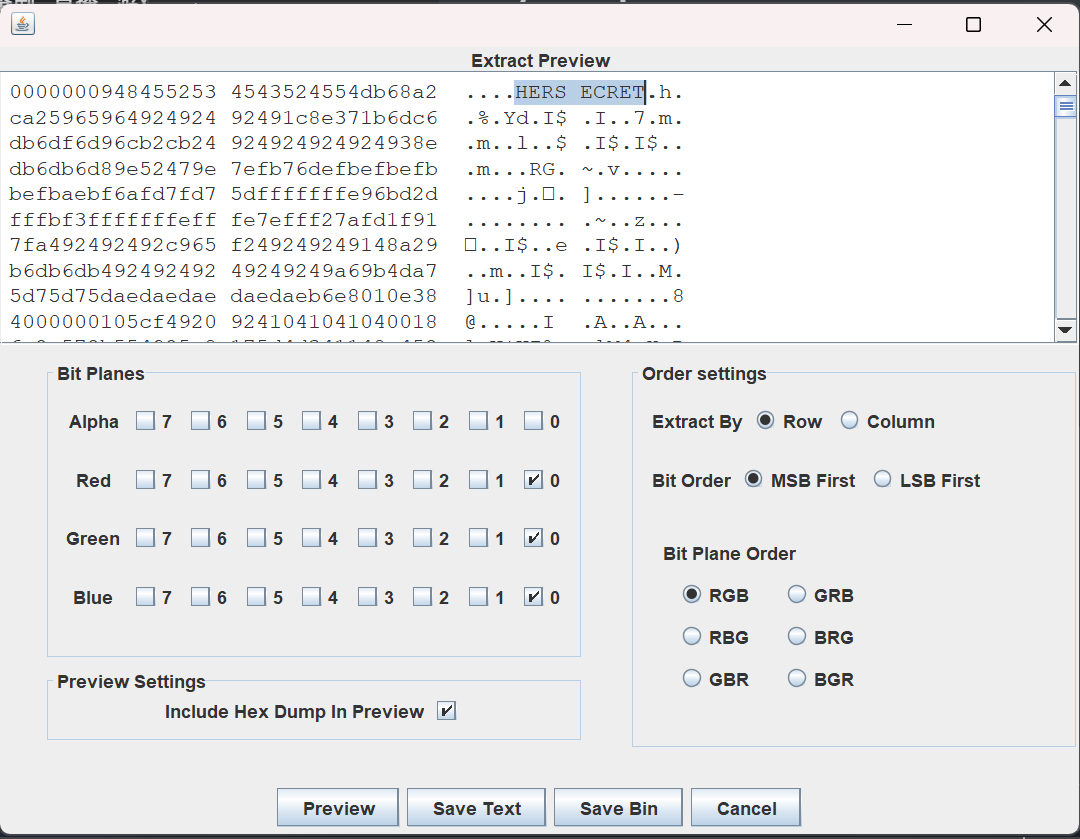 Extract Preview
0000000948455253 4543524554db68a2 ....HERS ECRET.h.
ca25965964924924 92491c8e371b6dc6 .%.Yd.I$ .I..7.m.
db6df6d96cb2cb24 924924924924938e .m..l..$ .I$.I$..
db6db6d89e52479e 7efb76defbefbefb .m...RG. ~.v.....
befbaebf6afd7fd7 5dfffffffe96bd2d ....j.□. ]......-
fffbf3fffffffeff fe7efff27afd1f91 ........ .~..z...
7fa492492492c965 f249249249148a29 □..I$..e .I$.I..)
b6db6db492492492 49249249a69b4da7 ..m..I$. I$.I..M.
5d75d75daedaedae daedaeb6e8010e38 ]u.].... .......8
4000000105cf4920 9241041041040018 @.....I  .A..A...
Bit Planes
Alpha 7 6 5 4 3 2 1 0
Red 7 6 5 4 3 2 1 0
Green 7 6 5 4 3 2 1 0
Blue 7 6 5 4 3 2 1 0
Preview Settings
Include Hex Dump In Preview
Order settings
Extract By Row Column
Bit Order MSB First LSB First
Bit Plane Order
RGB GRB
RBG BRG
GBR BGR
Preview Save Text Save Bin Cancel